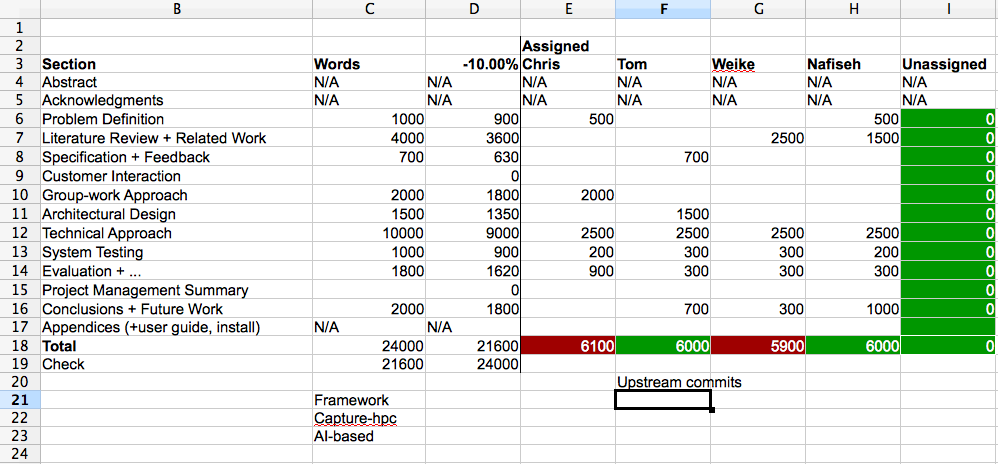 B C D E F G H I
1
2 Assigned
3 Section Words -10.00% Chris Tom Weike Nafiseh Unassigned
4 Abstract N/A N/A N/A N/A N/A N/A N/A
5 Acknowledgments N/A N/A N/A N/A N/A N/A N/A
6 Problem Definition 1000 900 500 500 0
7 Literature Review + Related Work 4000 3600 2500 1500 0
8 Specification + Feedback 700 630 700 0
9 Customer Interaction 0 0
10 Group-work Approach 2000 1800 2000 0
11 Architectural Design 1500 1350 1500 0
12 Technical Approach 10000 9000 2500 2500 2500 2500 0
13 System Testing 1000 900 200 300 300 200 0
14 Evaluation + ... 1800 1620 900 300 300 300 0
15 Project Management Summary 0 0
16 Conclusions + Future Work 2000 1800 700 300 1000 0
17 Appendices (+user guide, install) N/A N/A
18 Total 24000 21600 6100 6000 5900 6000 0
19 Check 21600 24000
20 Upstream commits
21 Framework
22 Capture-hpc
23 AI-based
24